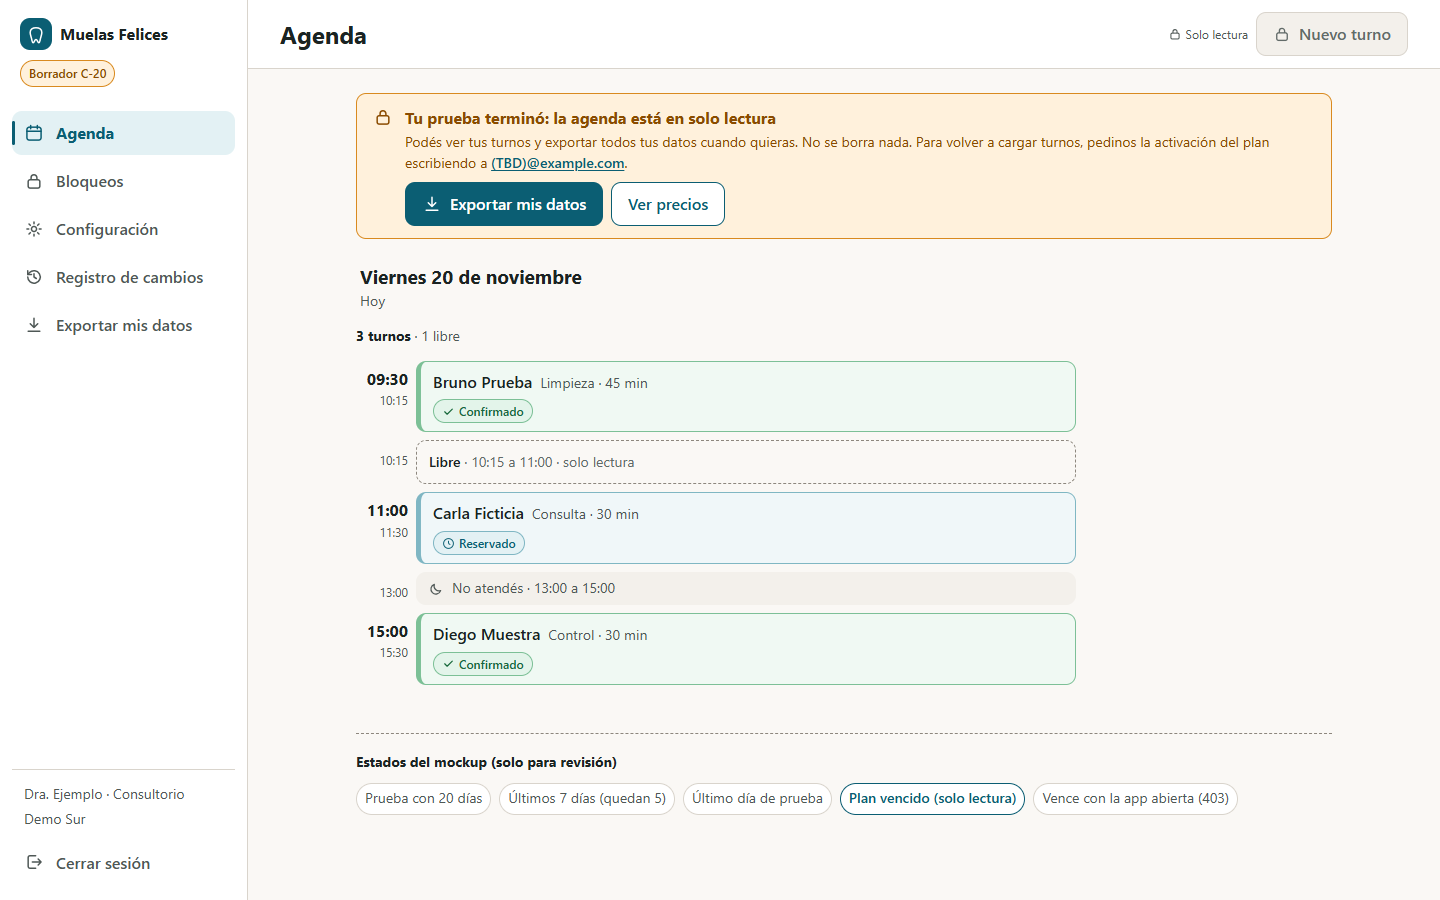 Muelas Felices
Borrador C-20
Agenda
Bloqueos
Configuración
Registro de cambios
Exportar mis datos
Dra. Ejemplo · Consultorio
Demo Sur
Cerrar sesión
Agenda
Solo lectura
Nuevo turno
Tu prueba terminó: la agenda está en solo lectura
Podés ver tus turnos y exportar todos tus datos cuando quieras. No se borra nada. Para volver a cargar turnos, pedinos la activación del plan
escribiendo a (TBD)@example.com.
Exportar mis datos
Ver precios
Viernes 20 de noviembre
Hoy
3 turnos · 1 libre
09:30
10:15
Bruno Prueba Limpieza · 45 min
Confirmado
10:15
Libre · 10:15 a 11:00 · solo lectura
11:00
11:30
Carla Ficticia Consulta · 30 min
Reservado
13:00
No atendés · 13:00 a 15:00
15:00
15:30
Diego Muestra Control · 30 min
Confirmado
Estados del mockup (solo para revisión)
Prueba con 20 días
Últimos 7 días (quedan 5)
Último día de prueba
Plan vencido (solo lectura)
Vence con la app abierta (403)